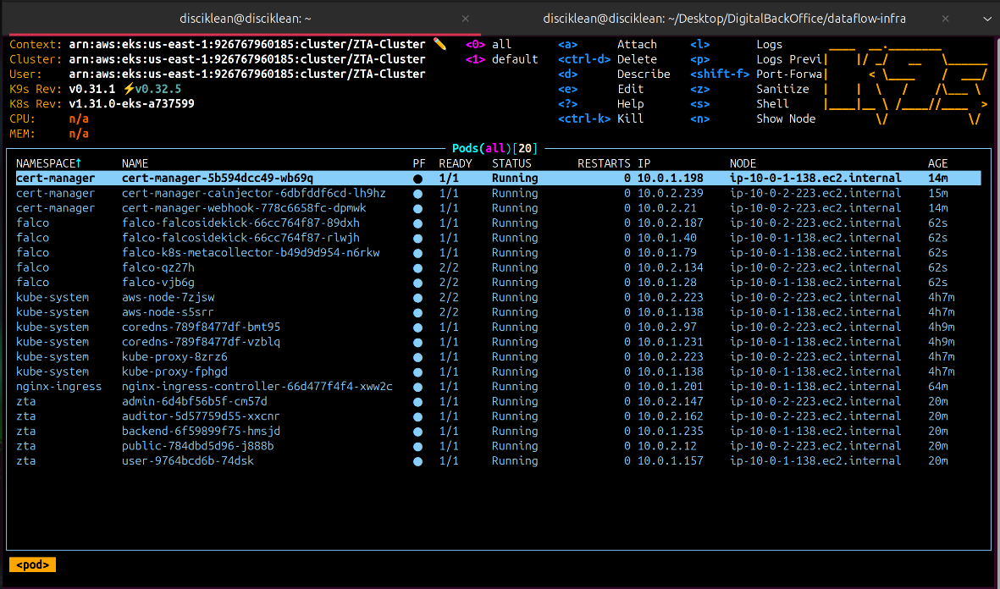 disciklean@disciklean: ~ × disciklean@disciklean: ~/Desktop/DigitalBackOffice/dataflow-infra ×
Context: arn:aws:eks:us-east-1:926767960185:cluster/ZTA-Cluster <0> all <a> Attach <l> Logs
Cluster: arn:aws:eks:us-east-1:926767960185:cluster/ZTA-Cluster <1> default <ctrl-d> Delete <p> Logs Previ
User: arn:aws:eks:us-east-1:926767960185:cluster/ZTA-Cluster <d> Describe <shift-f> Port-Forwa
K9s Rev: v0.31.1 ⚡v0.32.5 <e> Edit <z> Sanitize
K8s Rev: v1.31.0-eks-a737599 <?> Help <s> Shell
CPU: n/a <ctrl-k> Kill <n> Show Node
MEM: n/a
Pods(all)[20]
NAMESPACE↑ NAME PF READY STATUS RESTARTS IP NODE AGE
cert-manager cert-manager-5b594dcc49-wb69q ● 1/1 Running 0 10.0.1.198 ip-10-0-1-138.ec2.internal 14m
cert-manager cert-manager-cainjector-6dbfddf6cd-lh9hz ● 1/1 Running 0 10.0.2.239 ip-10-0-2-223.ec2.internal 15m
cert-manager cert-manager-webhook-778c6658fc-dpmwk ● 1/1 Running 0 10.0.2.21 ip-10-0-2-223.ec2.internal 14m
falco falco-falcosidekick-66cc764f87-89dxh ● 1/1 Running 0 10.0.2.187 ip-10-0-2-223.ec2.internal 62s
falco falco-falcosidekick-66cc764f87-rlwjh ● 1/1 Running 0 10.0.1.40 ip-10-0-1-138.ec2.internal 62s
falco falco-k8s-metacollector-b49d9d954-n6rkw ● 1/1 Running 0 10.0.1.79 ip-10-0-1-138.ec2.internal 62s
falco falco-qz27h ● 2/2 Running 0 10.0.2.134 ip-10-0-2-223.ec2.internal 62s
falco falco-vjb6g ● 2/2 Running 0 10.0.1.28 ip-10-0-1-138.ec2.internal 62s
kube-system aws-node-7zjsw ● 2/2 Running 0 10.0.2.223 ip-10-0-2-223.ec2.internal 4h7m
kube-system aws-node-s5srr ● 2/2 Running 0 10.0.1.138 ip-10-0-1-138.ec2.internal 4h7m
kube-system coredns-789f8477df-bmt95 ● 1/1 Running 0 10.0.2.97 ip-10-0-2-223.ec2.internal 4h9m
kube-system coredns-789f8477df-vzblq ● 1/1 Running 0 10.0.1.231 ip-10-0-1-138.ec2.internal 4h9m
kube-system kube-proxy-8zrz6 ● 1/1 Running 0 10.0.2.223 ip-10-0-2-223.ec2.internal 4h7m
kube-system kube-proxy-fphgd ● 1/1 Running 0 10.0.1.138 ip-10-0-1-138.ec2.internal 4h7m
nginx-ingress nginx-ingress-controller-66d477f4f4-xww2c ● 1/1 Running 0 10.0.1.201 ip-10-0-1-138.ec2.internal 64m
zta admin-6d4bf56b5f-cm57d ● 1/1 Running 0 10.0.2.147 ip-10-0-2-223.ec2.internal 20m
zta auditor-5d57759d55-xxcnr ● 1/1 Running 0 10.0.2.162 ip-10-0-2-223.ec2.internal 20m
zta backend-6f59899f75-hmsjd ● 1/1 Running 0 10.0.1.235 ip-10-0-1-138.ec2.internal 20m
zta public-784dbd5d96-j888b ● 1/1 Running 0 10.0.2.12 ip-10-0-2-223.ec2.internal 20m
zta user-9764bcd6b-74dsk ● 1/1 Running 0 10.0.1.157 ip-10-0-1-138.ec2.internal 20m
<pod>